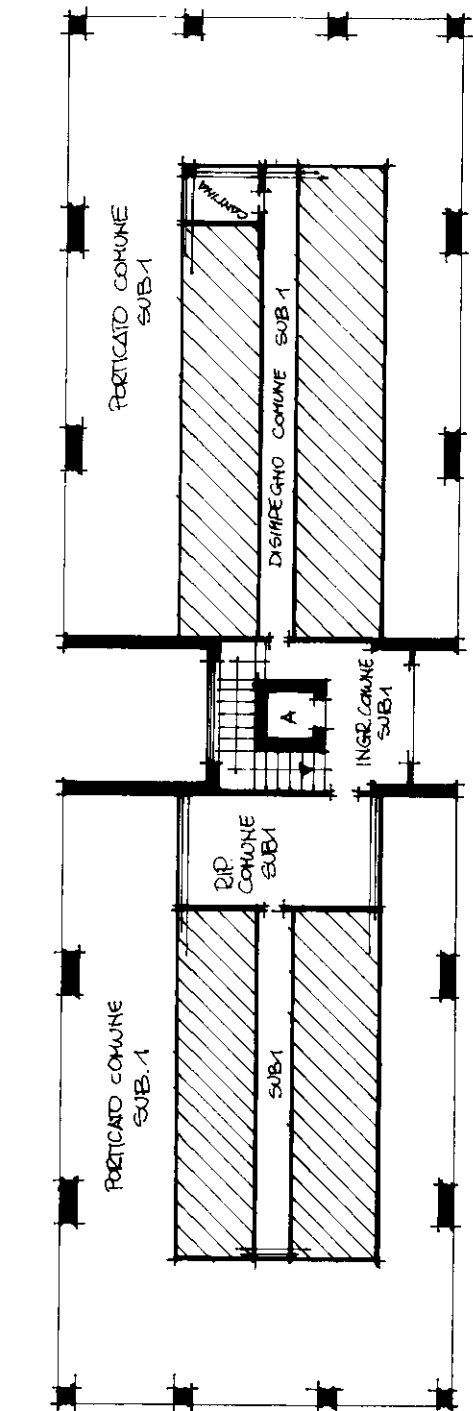 PORTICATO COMUNE
SUB. 1
SUB 1
RIP.
COMUNE
SUB 1
INGR. COMUNE
SUB 1
A
DISIMPEGNO COMUNE SUB 1
CANTINA
PORTICATO COMUNE
SUB 1